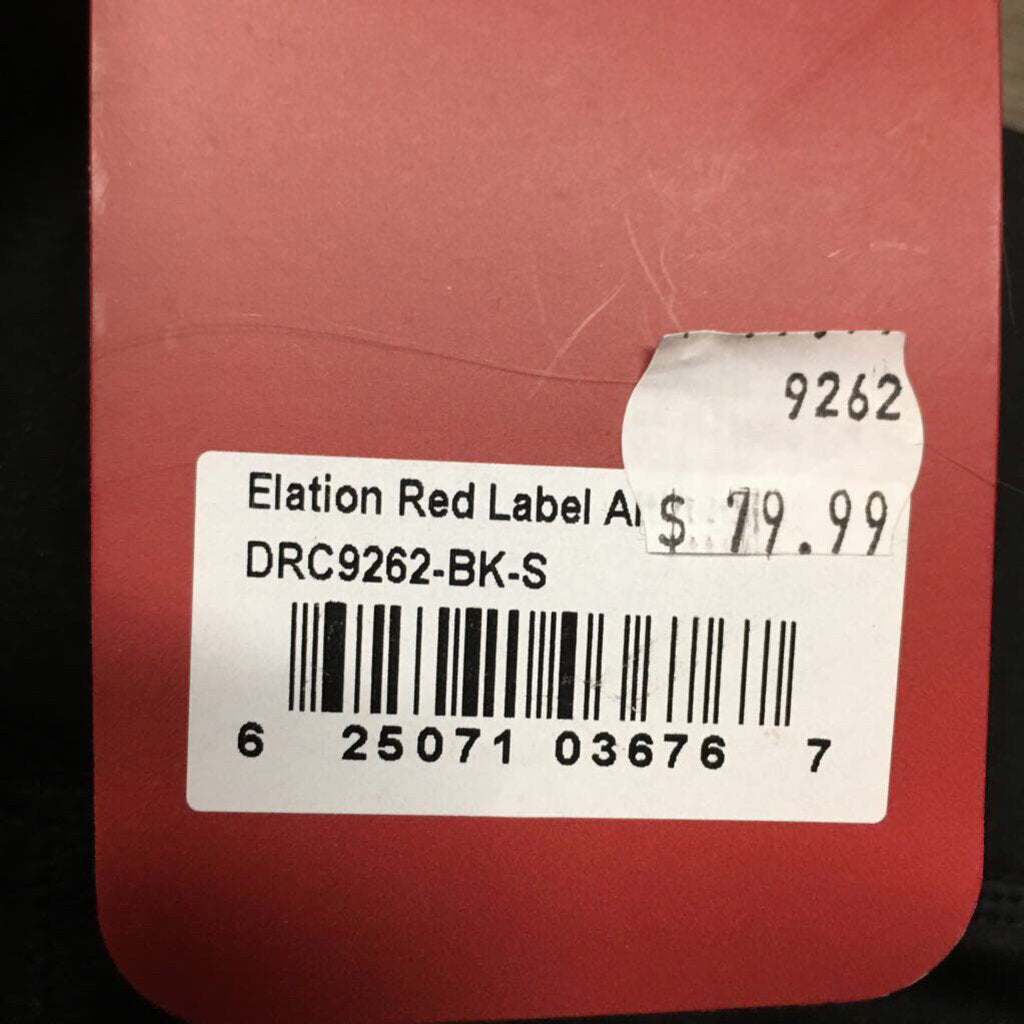 9262
$ 79.99
Elation Red Label
DRC9262-BK-S
6 25071 03676 7